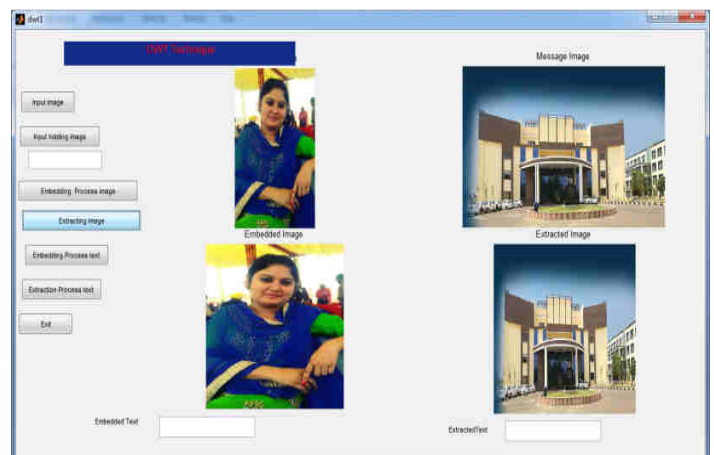 dwt1
DWT Technique
Message Image
Input image
Input hidding image
Embedding Process image
Extracting image
Embedded Image
Extracted Image
Embedding Process text
Extraction Process text
Exit
Embedded Text
ExtractedText